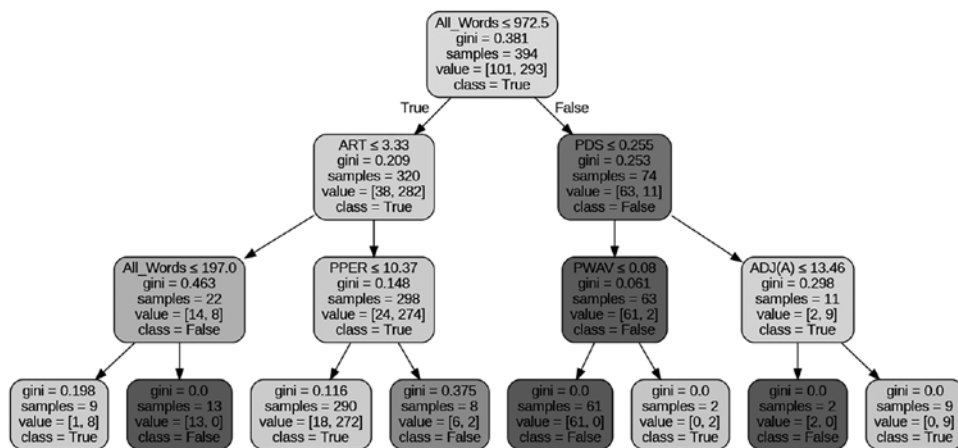 All_Words ≤ 972.5
gini = 0.381
samples = 394
value = [101, 293]
class = True
True
False
ART ≤ 3.33
gini = 0.209
samples = 320
value = [38, 282]
class = True
PDS ≤ 0.255
gini = 0.253
samples = 74
value = [63, 11]
class = False
All_Words ≤ 197.0
gini = 0.463
samples = 22
value = [14, 8]
class = False
PPER ≤ 10.37
gini = 0.148
samples = 298
value = [24, 274]
class = True
PWAV ≤ 0.08
gini = 0.061
samples = 63
value = [61, 2]
class = False
ADJ(A) ≤ 13.46
gini = 0.298
samples = 11
value = [2, 9]
class = True
gini = 0.198
samples = 9
value = [1, 8]
class = True
gini = 0.0
samples = 13
value = [13, 0]
class = False
gini = 0.116
samples = 290
value = [18, 272]
class = True
gini = 0.375
samples = 8
value = [6, 2]
class = False
gini = 0.0
samples = 61
value = [61, 0]
class = False
gini = 0.0
samples = 2
value = [0, 2]
class = True
gini = 0.0
samples = 2
value = [2, 0]
class = False
gini = 0.0
samples = 9
value = [0, 9]
class = True